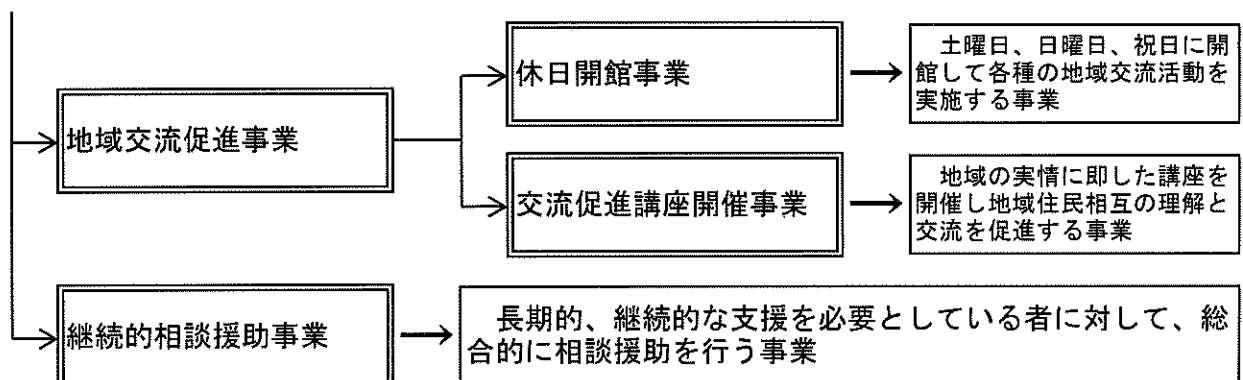 地域交流促進事業
休日開館事業
土曜日、日曜日、祝日に開
館して各種の地域交流活動を
実施する事業
交流促進講座開催事業
地域の実情に即した講座を
開催し地域住民相互の理解と
交流を促進する事業
継続的相談援助事業
長期的、継続的な支援を必要としている者に対して、総
合的に相談援助を行う事業